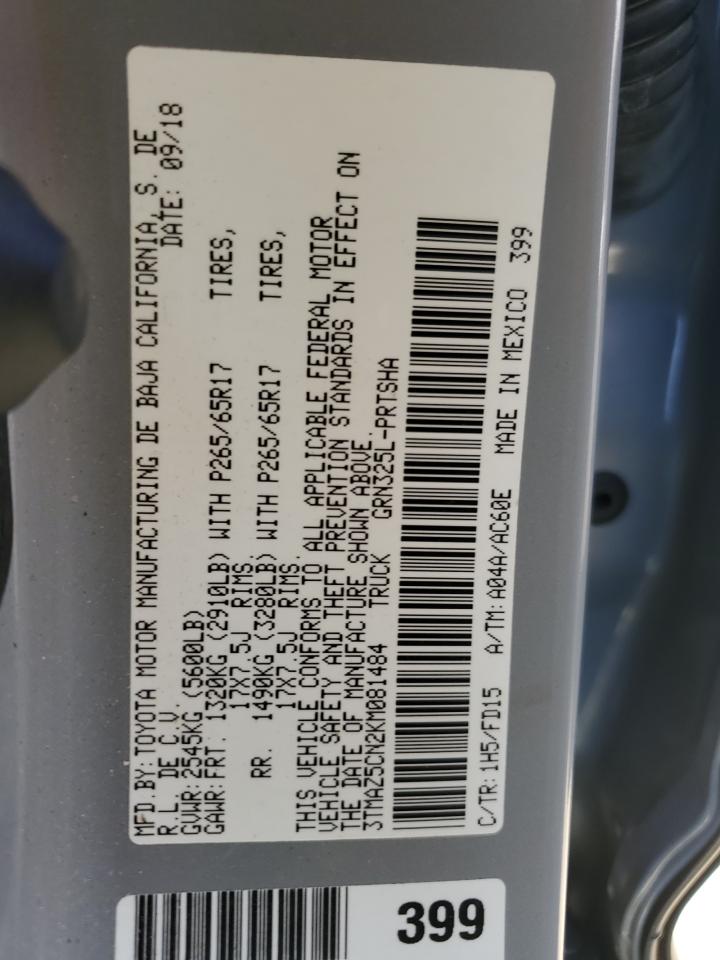 MFD.BY:TOYOTA MOTOR MANUFACTURING DE BAJA CALIFORNIA, S. DE
R.L. DE C.V. DATE: 09/18
GVWR:2545KG (5600LB)
GAWR:FRT: 1320KG (2910LB) WITH P265/65R17 TIRES,
17X7.5J RIMS.
RR. 1490KG (3280LB) WITH P265/65R17 TIRES,
17X7.5J RIMS.
THIS VEHICLE CONFORMS TO ALL APPLICABLE FEDERAL MOTOR
VEHICLE SAFETY AND THEFT PREVENTION STANDARDS IN EFFECT ON
THE DATE OF MANUFACTURE SHOWN ABOVE.
3TMAZ5CN2KM081484 TRUCK GRN325L-PRTSHA
C/TR:1H5/FD15 A/TM:A04A/AC60E MADE IN MEXICO 399
399